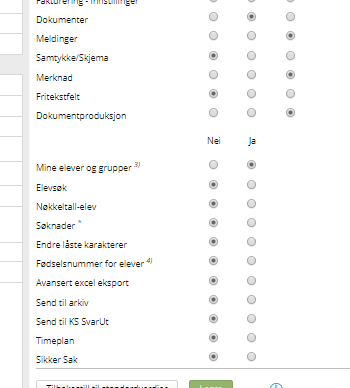 Fakturering - innstillinger
Dokumenter
Meldinger
Samtykke/Skjema
Merknad
Fritekstfelt
Dokumentproduksjon
Nei Ja
Mine elever og grupper 3)
Elevsøk
Nøkkeltall-elev
Søknader *
Endre låste karakterer
Fødselsnummer for elever 4)
Avansert excel eksport
Send til arkiv
Send til KS SvarUt
Timeplan
Sikker Sak
Tilbakestill til standardverdier Lagre